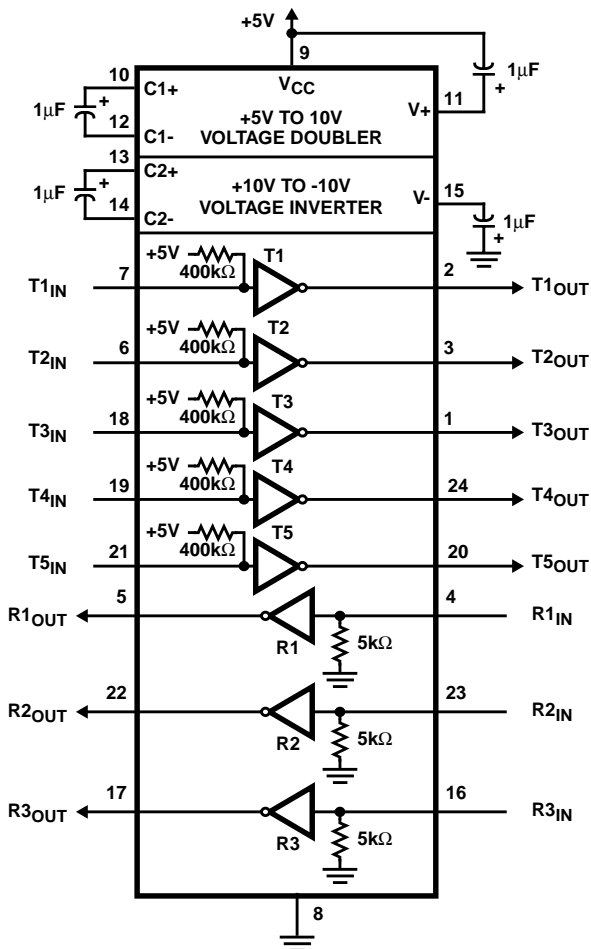 +5V
9
10
C1+
VCC
1µF
1µF
+
+
V+
11
12
C1-
+5V TO 10V
VOLTAGE DOUBLER
13
C2+
1µF
+
+10V TO -10V
VOLTAGE INVERTER
V-
15
14
C2-
1µF
+
+5V
400kΩ
T1
T1IN
7
2
T1OUT
+5V
400kΩ
T2
T2IN
6
3
T2OUT
+5V
400kΩ
T3
T3IN
18
1
T3OUT
+5V
400kΩ
T4
T4IN
19
24
T4OUT
+5V
400kΩ
T5
T5IN
21
20
T5OUT
R1OUT
5
4
R1IN
R1
5kΩ
R2OUT
22
23
R2IN
R2
5kΩ
R3OUT
17
16
R3IN
R3
5kΩ
8